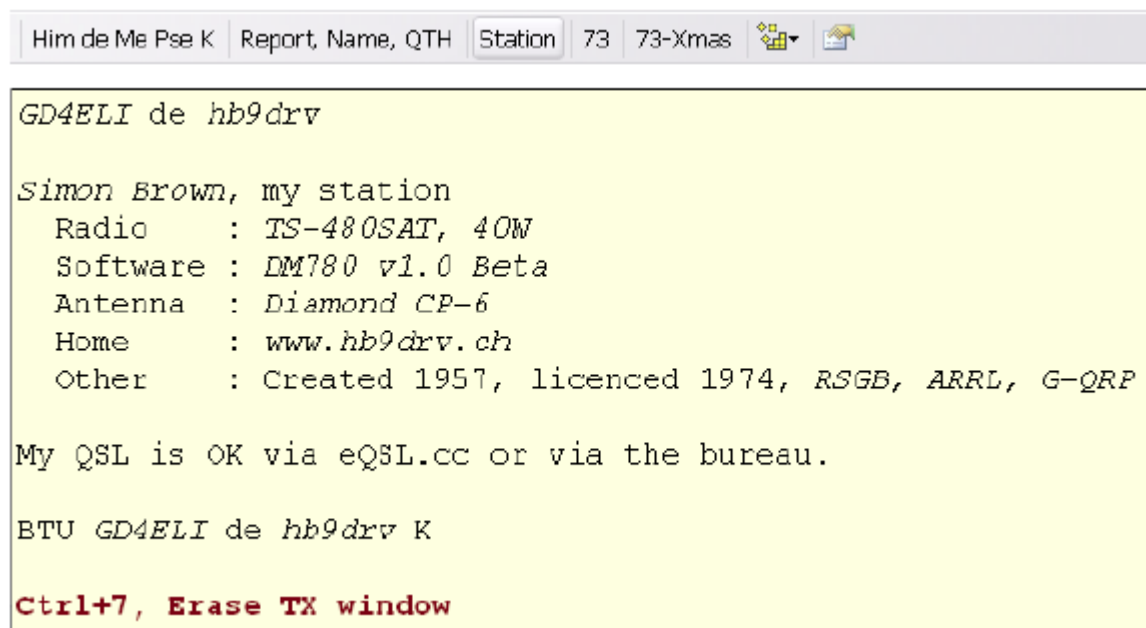 Him de Me Pse K Report, Name, QTH Station 73 73-Xmas
GD4ELI de hb9drv
Simon Brown, my station
Radio : TS-480SAT, 40W
Software : DM780 v1.0 Beta
Antenna : Diamond CP-6
Home : www.hb9drv.ch
Other : Created 1957, licenced 1974, RSGB, ARRL, G-QRP
My QSL is OK via eQSL.cc or via the bureau.
BTU GD4ELI de hb9drv K
Ctrl+7, Erase TX window